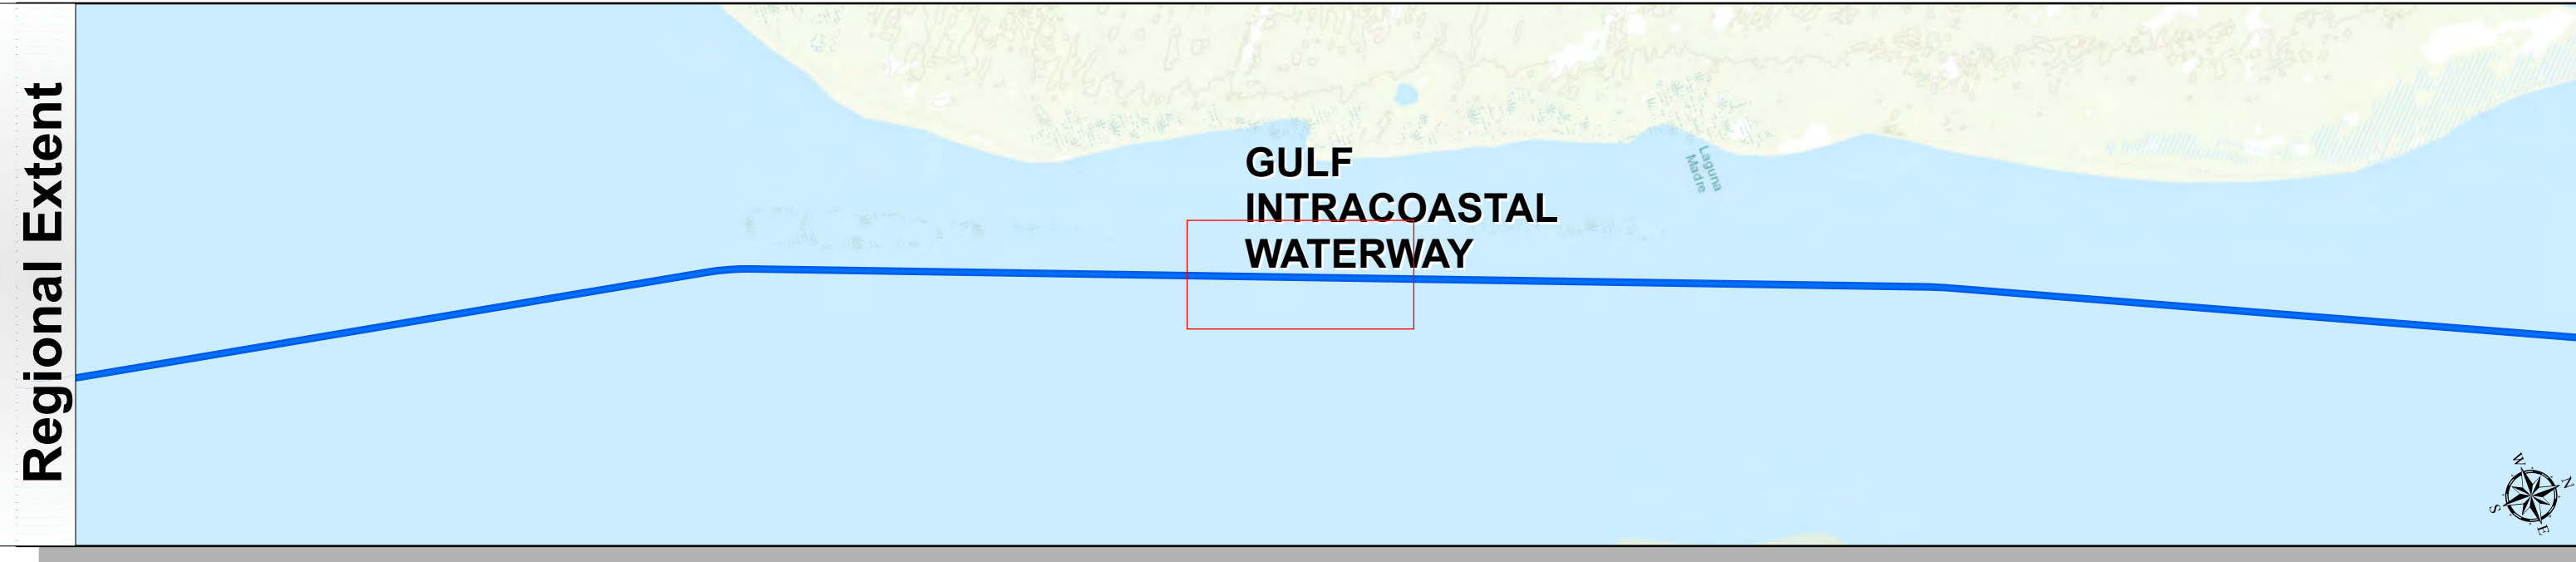 Regional Extent
GULF
INTRACOASTAL
WATERWAY
Laguna
Madre
W
N
S
E